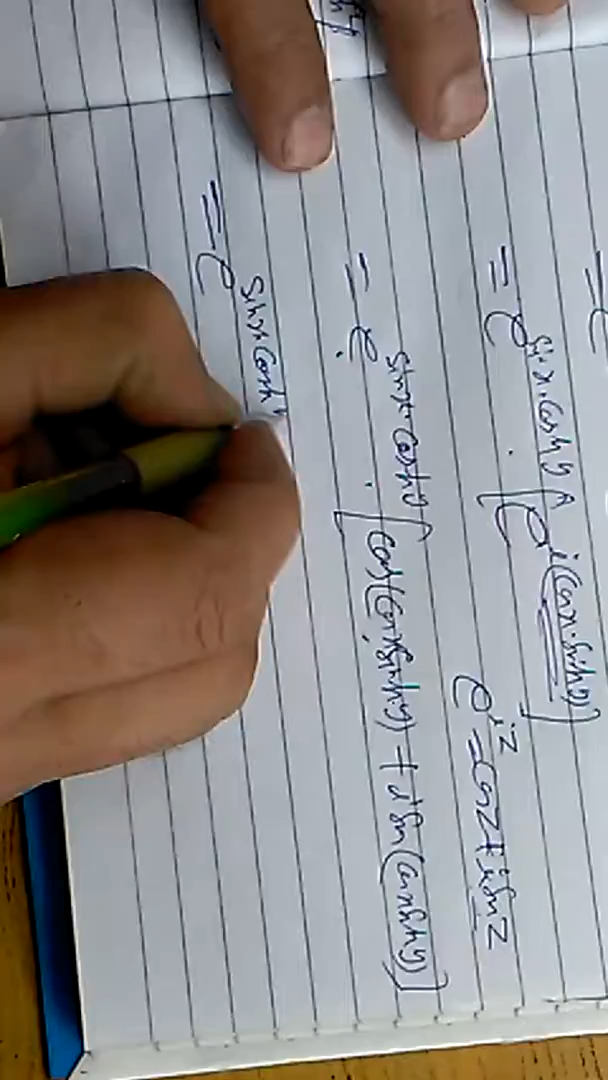 = e
= e^{sin x · cosh y} · [e^{i(cos x · sinh y)}]
e^{iz} = cos z + i sin z
= e^{sin x · cosh y} · [cos(cos x sinh y) + i sin(cos x sinh y)]
= e^{sin x · cosh y